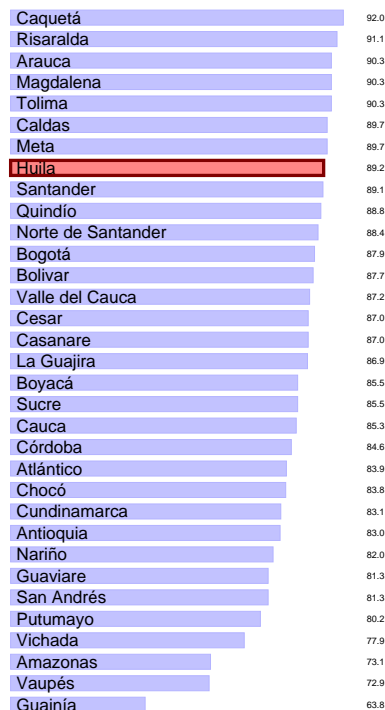 Caquetá 92.0
Risaralda 91.1
Arauca 90.3
Magdalena 90.3
Tolima 90.3
Caldas 89.7
Meta 89.7
Huila 89.2
Santander 89.1
Quindío 88.8
Norte de Santander 88.4
Bogotá 87.9
Bolivar 87.7
Valle del Cauca 87.2
Cesar 87.0
Casanare 87.0
La Guajira 86.9
Boyacá 85.5
Sucre 85.5
Cauca 85.3
Córdoba 84.6
Atlántico 83.9
Chocó 83.8
Cundinamarca 83.1
Antioquia 83.0
Nariño 82.0
Guaviare 81.3
San Andrés 81.3
Putumayo 80.2
Vichada 77.9
Amazonas 73.1
Vaupés 72.9
Guainía 63.8